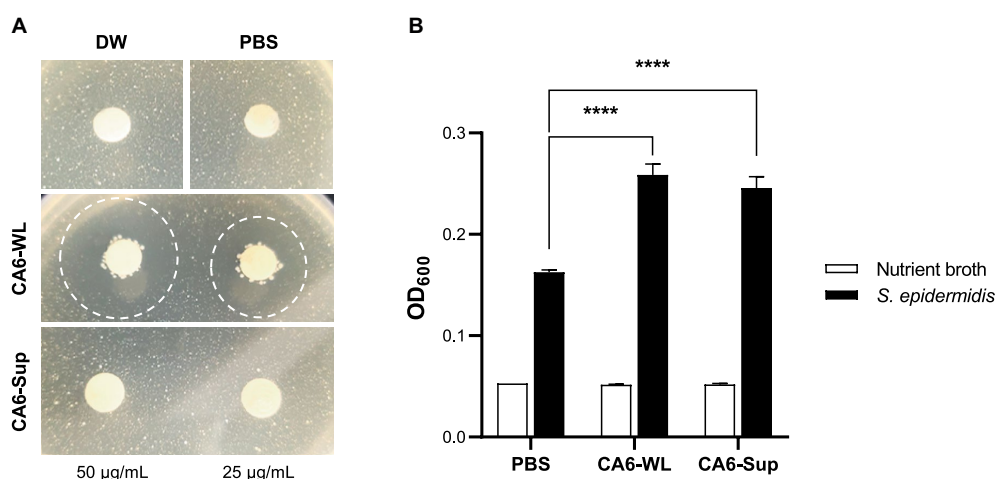 A
DW
PBS
CA6-WL
CA6-Sup
50 µg/mL
25 µg/mL
B
****
****
OD600
0.3
0.2
0.1
0.0
PBS
CA6-WL
CA6-Sup
Nutrient broth
S. epidermidis